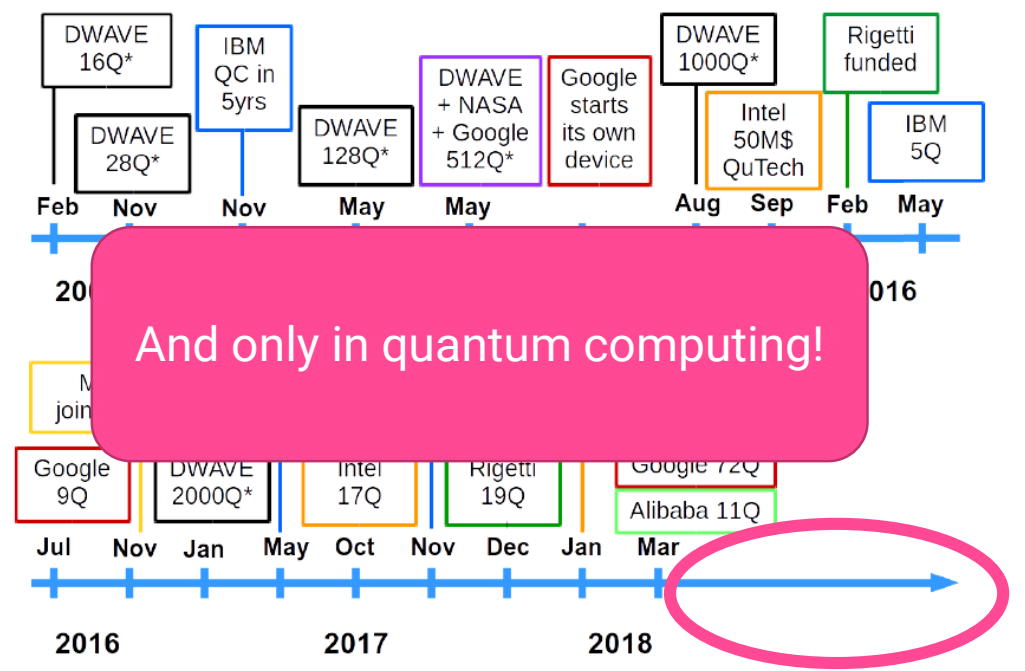 DWAVE
16Q*
IBM
QC in
5yrs
DWAVE
28Q*
DWAVE
128Q*
DWAVE
+ NASA
+ Google
512Q*
Google
starts
its own
device
DWAVE
1000Q*
Intel
50M$
QuTech
Rigetti
funded
IBM
5Q
Feb Nov Nov May May Aug Sep Feb May
And only in quantum computing!
Google
9Q
DWAVE
2000Q*
Intel
17Q
Rigetti
19Q
Google 72Q
Alibaba 11Q
Jul Nov Jan May Oct Nov Dec Jan Mar
2016 2017 2018